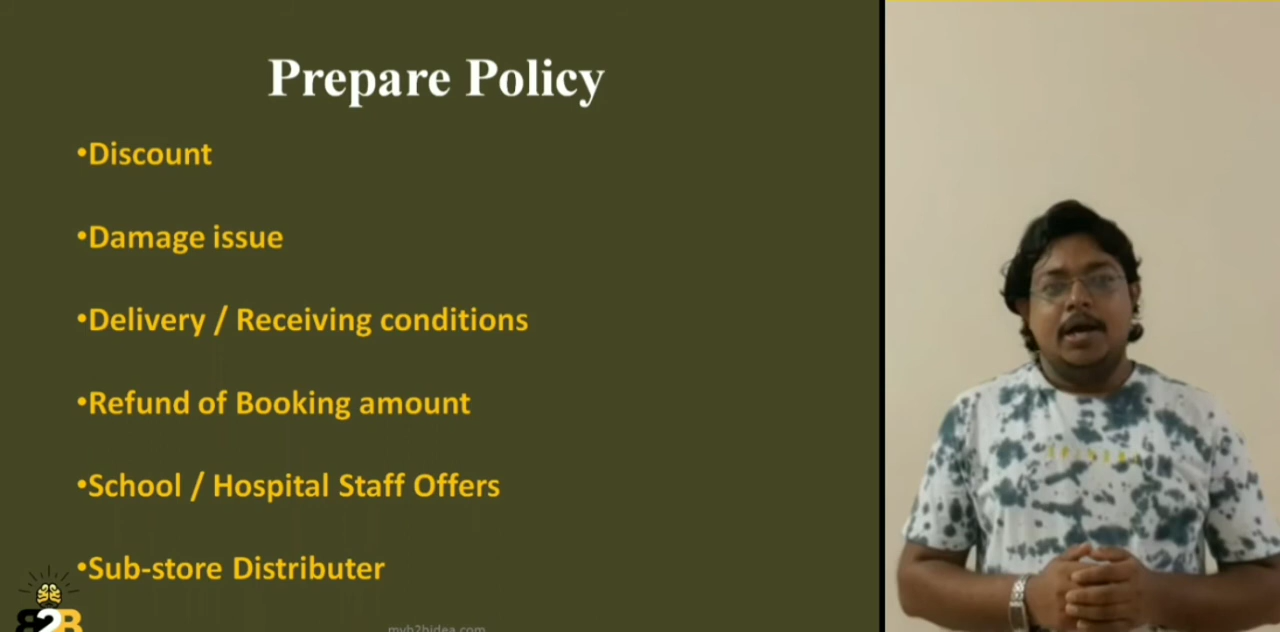 Prepare Policy
•Discount
•Damage issue
•Delivery / Receiving conditions
•Refund of Booking amount
•School / Hospital Staff Offers
•Sub-store Distributer
B2B
myb2bidea.com